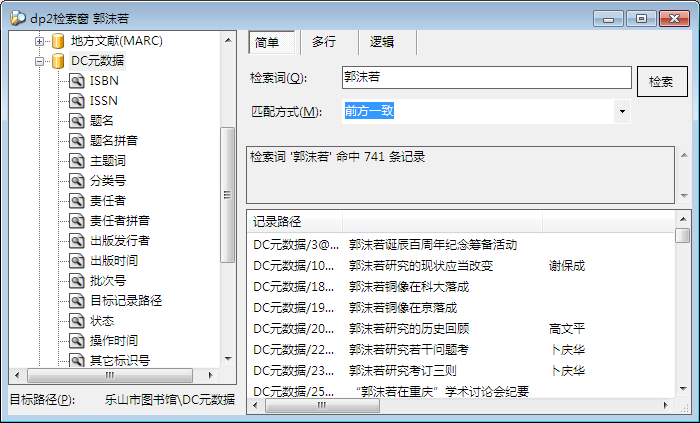 dp2检索窗 郭沫若
地方文献(MARC)
DC元数据
ISBN
ISSN
题名
题名拼音
主题词
分类号
责任者
责任者拼音
出版发行者
出版时间
批次号
目标记录路径
状态
操作时间
其它标识号
目标路径(P): 乐山市图书馆\DC元数据
简单 多行 逻辑
检索词(Q): 郭沫若 检索
匹配方式(M): 前方一致
检索词 '郭沫若' 命中 741 条记录
记录路径
DC元数据/3@... 郭沫若诞辰百周年纪念筹备活动
DC元数据/10... 郭沫若研究的现状应当改变 谢保成
DC元数据/18... 郭沫若铜像在科大落成
DC元数据/19... 郭沫若铜像在京落成
DC元数据/20... 郭沫若研究的历史回顾 高文平
DC元数据/22... 郭沫若研究若干问题考 卜庆华
DC元数据/23... 郭沫若研究考订三则 卜庆华
DC元数据/25... “郭沫若在重庆”学术讨论会纪要